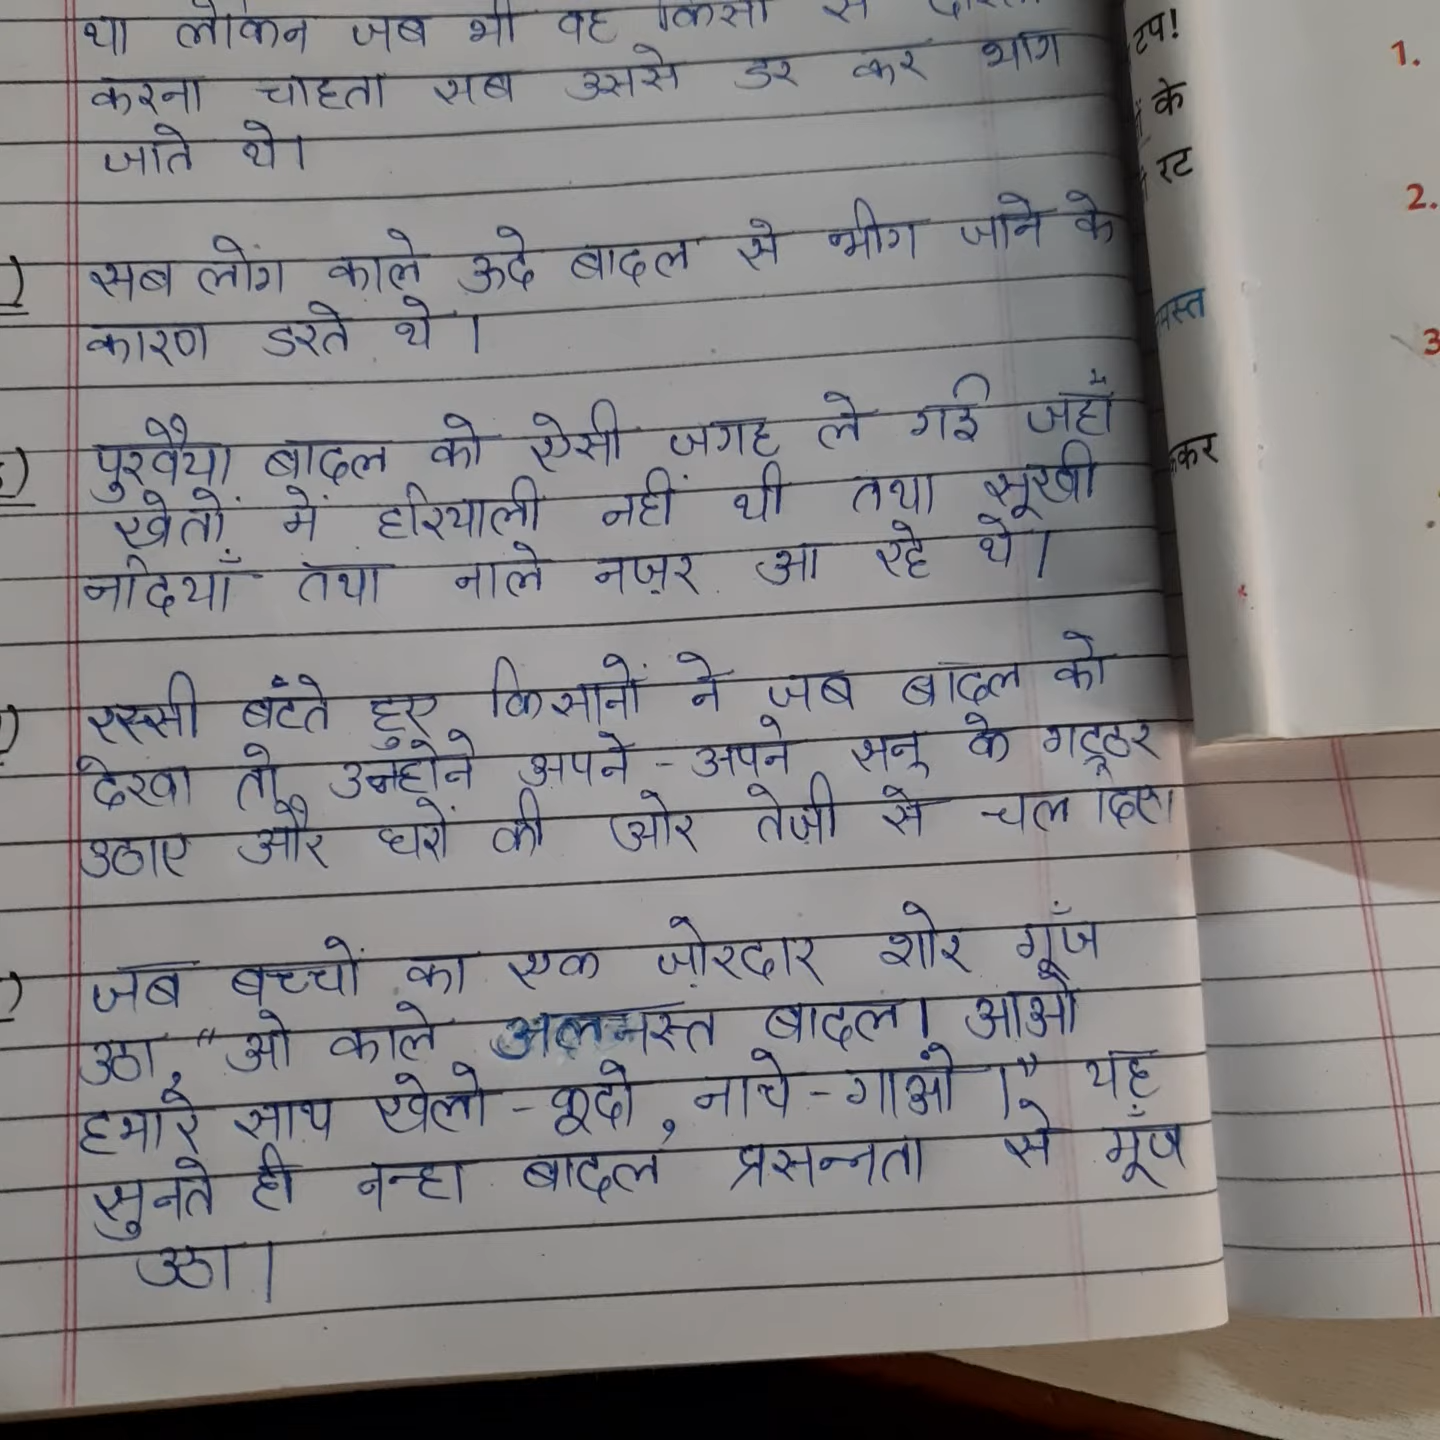 था लेकिन जब भी वह किसी से
करना चाहता सब उससे डर कर भाग
जाते थे।
सब लोग काले ऊदे बादल से भीग जाने के
कारण डरते थे।
पुरवैया बादल को ऐसी जगह ले गई जहाँ
खेतों में हरियाली नहीं थी तथा सूखी
नदियाँ तथा नाले नज़र आ रहे थे।
रस्सी बंटते हुए किसानों ने जब बादल को
देखा तो उन्होंने अपने-अपने सनू के गट्ठर
उठाए और घरों की ओर तेज़ी से चल दिए।
जब बच्चों का एक ज़ोरदार शोर गूँज
उठा, "ओ काले अलमस्त बादल। आओ
हमारे साथ खेलो-कूदो, नाचे-गाओ।" यह
सुनते ही नन्हा बादल प्रसन्नता से गूँज
उठा।
टप!
के
रट
मस्त
कर
1.
2.
3